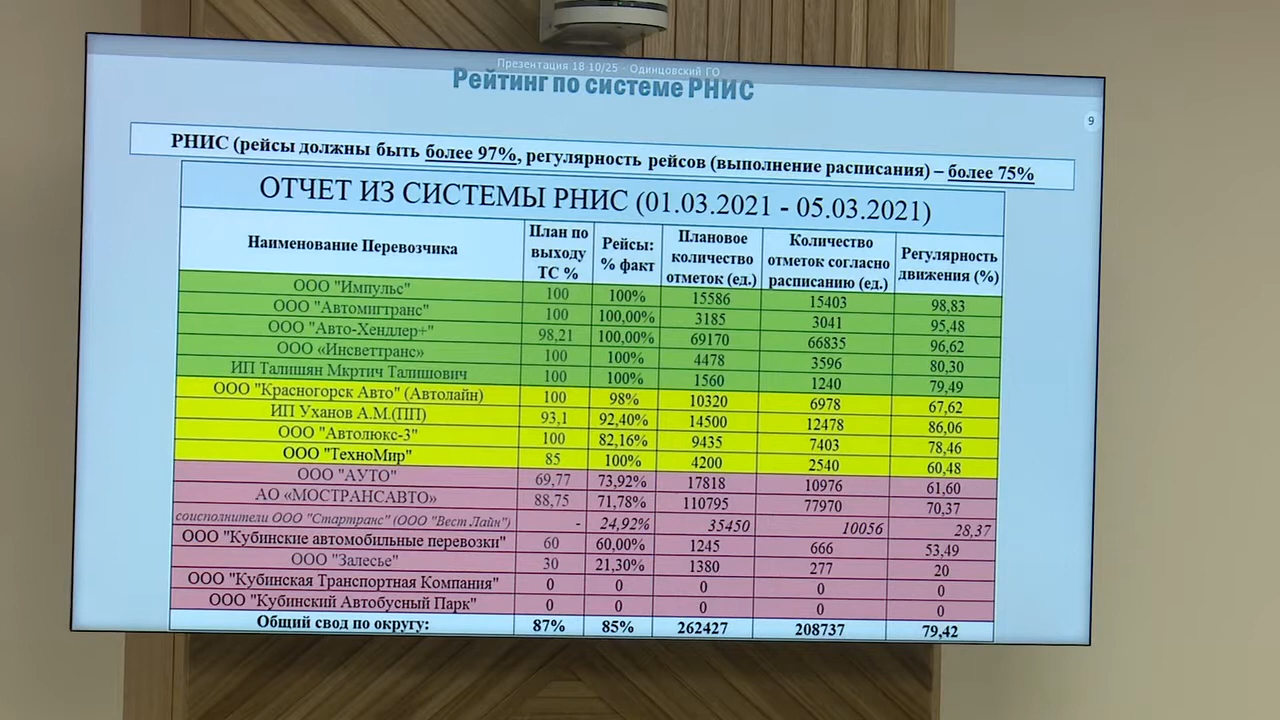 Презентация 18 10/25 - Одинцовский ГО
Рейтинг по системе РНИС
9
РНИС (рейсы должны быть более 97%, регулярность рейсов (выполнение расписания) – более 75%
ОТЧЕТ ИЗ СИСТЕМЫ РНИС (01.03.2021 - 05.03.2021)
Наименование Перевозчика План по выходу ТС % Рейсы: % факт Плановое количество отметок (ед.) Количество отметок согласно расписанию (ед.) Регулярность движения (%)
ООО "Импульс" 100 100% 15586 15403 98,83
ООО "Автомигтранс" 100 100,00% 3185 3041 95,48
ООО "Авто-Хендлер+" 98,21 100,00% 69170 66835 96,62
ООО «Инсветтранс» 100 100% 4478 3596 80,30
ИП Талишян Мкртич Талишович 100 100% 1560 1240 79,49
ООО "Красногорск Авто" (Автолайн) 100 98% 10320 6978 67,62
ИП Уханов А.М.(ПП) 93,1 92,40% 14500 12478 86,06
ООО "Автолюкс-3" 100 82,16% 9435 7403 78,46
ООО "ТехноМир" 85 100% 4200 2540 60,48
ООО "АУТО" 69,77 73,92% 17818 10976 61,60
АО «МОСТРАНСАВТО» 88,75 71,78% 110795 77970 70,37
соисполнители ООО "Стартранс" (ООО "Вест Лайн") - 24,92% 35450 10056 28,37
ООО "Кубинские автомобильные перевозки" 60 60,00% 1245 666 53,49
ООО "Залесье" 30 21,30% 1380 277 20
ООО "Кубинская Транспортная Компания" 0 0 0 0 0
ООО "Кубинский Автобусный Парк" 0 0 0 0 0
Общий свод по округу: 87% 85% 262427 208737 79,42